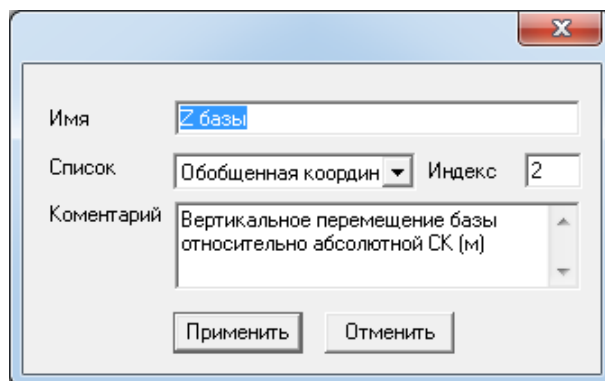 Имя
Z базы
Список
Обобщенная координ
Индекс
2
Коментарий
Вертикальное перемещение базы
относительно абсолютной СК (м)
Применить
Отменить